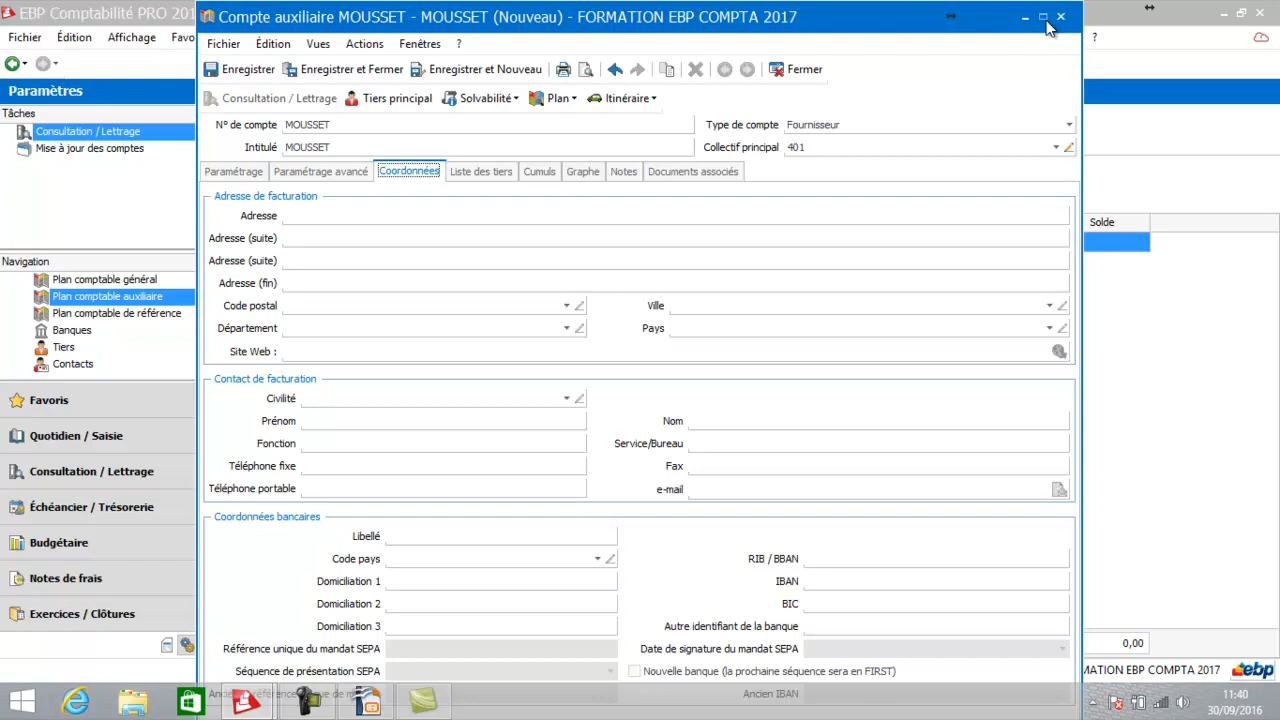 EBP Comptabilité PRO 201
Compte auxiliaire MOUSSET - MOUSSET (Nouveau) - FORMATION EBP COMPTA 2017
Fichier Édition Affichage Favo
Fichier Édition Vues Actions Fenêtres ?
?
Enregistrer Enregistrer et Fermer Enregistrer et Nouveau Fermer
Paramètres
Consultation / Lettrage Tiers principal Solvabilité Plan Itinéraire
Tâches
Consultation / Lettrage
Mise à jour des comptes
N° de compte MOUSSET Type de compte Fournisseur
Intitulé MOUSSET Collectif principal 401
Paramétrage Paramétrage avancé Coordonnées Liste des tiers Cumuls Graphe Notes Documents associés
Adresse de facturation
Adresse
Adresse (suite)
Adresse (suite)
Adresse (fin)
Code postal Ville
Département Pays
Site Web :
Solde
Navigation
Plan comptable général
Plan comptable auxiliaire
Plan comptable de référence
Banques
Tiers
Contacts
Favoris
Quotidien / Saisie
Consultation / Lettrage
Échéancier / Trésorerie
Budgétaire
Notes de frais
Exercices / Clôtures
Contact de facturation
Civilité
Prénom Nom
Fonction Service/Bureau
Téléphone fixe Fax
Téléphone portable e-mail
Coordonnées bancaires
Libellé
Code pays RIB / BBAN
Domiciliation 1 IBAN
Domiciliation 2 BIC
Domiciliation 3 Autre identifiant de la banque
Référence unique du mandat SEPA Date de signature du mandat SEPA
Séquence de présentation SEPA Nouvelle banque (la prochaine séquence sera en FIRST)
Ancien IBAN
0,00
MATION EBP COMPTA 2017 ebp
11:40
30/09/2016